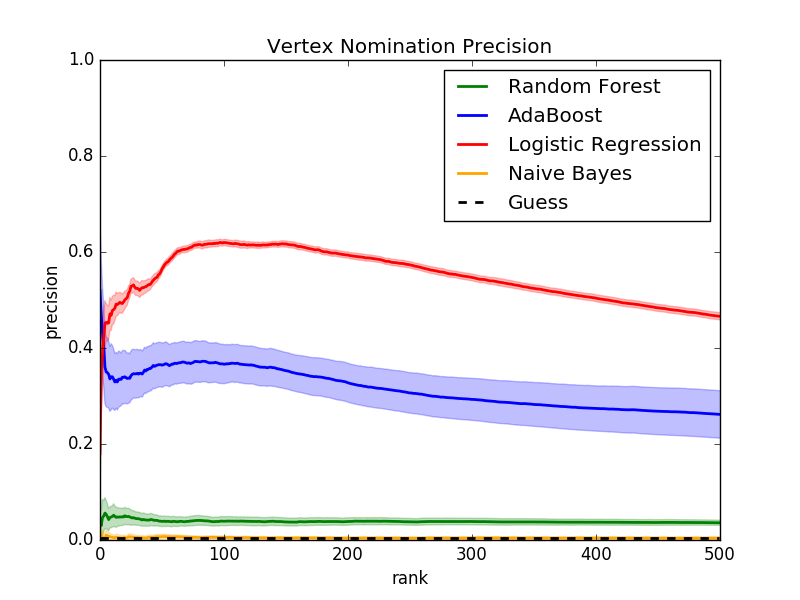 Vertex Nomination Precision
1.0
0.8
0.6
0.4
0.2
0.0
precision
Random Forest
AdaBoost
Logistic Regression
Naive Bayes
Guess
0 100 200 300 400 500
rank